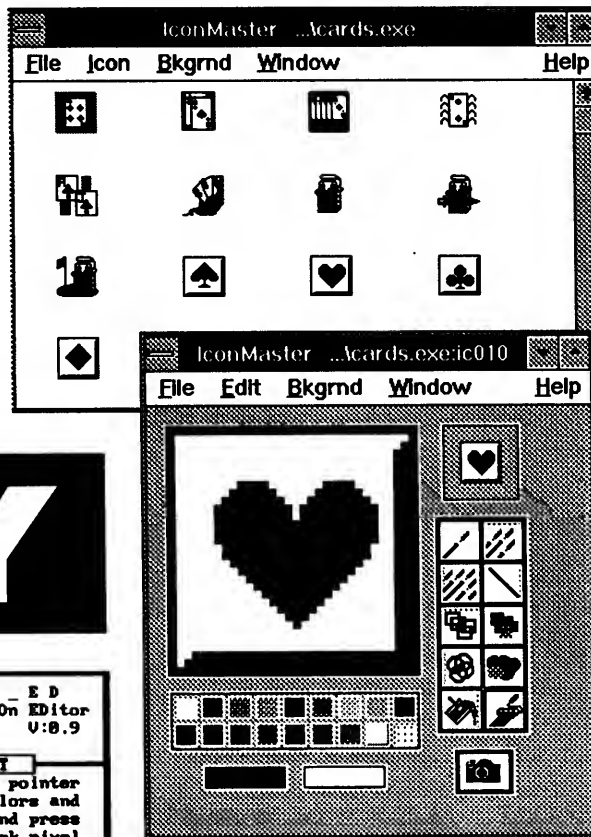 IconMaster ...\cards.exe
File Icon Bkgrnd Window Help
IconMaster ...\cards.exe:ic010
File Edit Bkgrnd Window Help
Y
_ E D
On EDitor
V:0.9
T
pointer
lors and
nd press
pixel